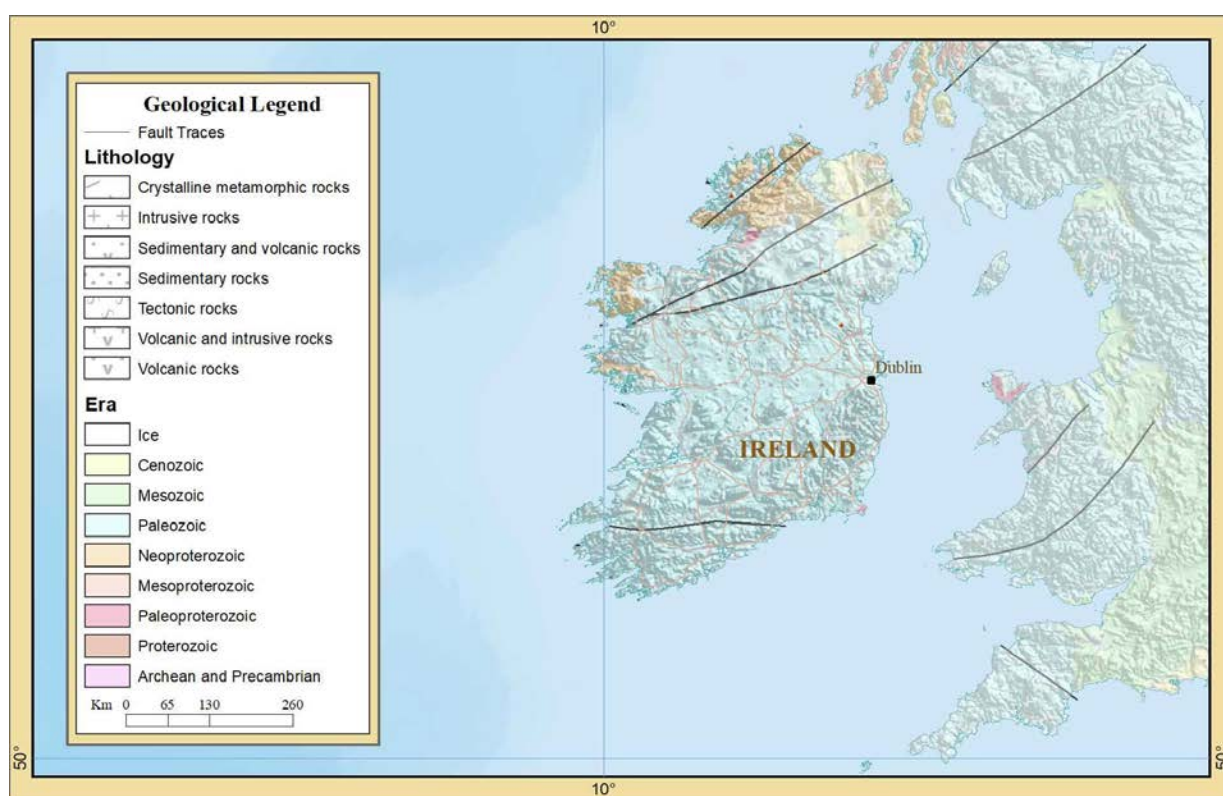 10°
Geological Legend
Fault Traces
Lithology
Crystalline metamorphic rocks
Intrusive rocks
Sedimentary and volcanic rocks
Sedimentary rocks
Tectonic rocks
Volcanic and intrusive rocks
Volcanic rocks
Era
Ice
Cenozoic
Mesozoic
Paleozoic
Neoproterozoic
Mesoproterozoic
Paleoproterozoic
Proterozoic
Archean and Precambrian
Km 0 65 130 260
Dublin
IRELAND
50°
50°
10°